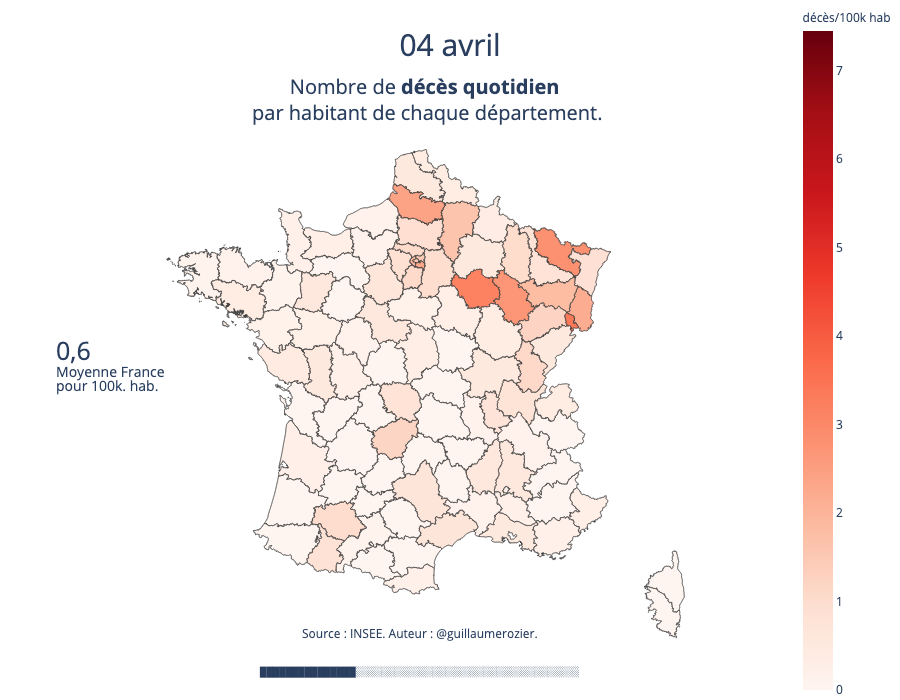 04 avril
Nombre de décès quotidien
par habitant de chaque département.
décès/100k hab
7
6
5
4
3
2
1
0
0,6
Moyenne France
pour 100k. hab.
Source : INSEE. Auteur : @guillaumerozier.